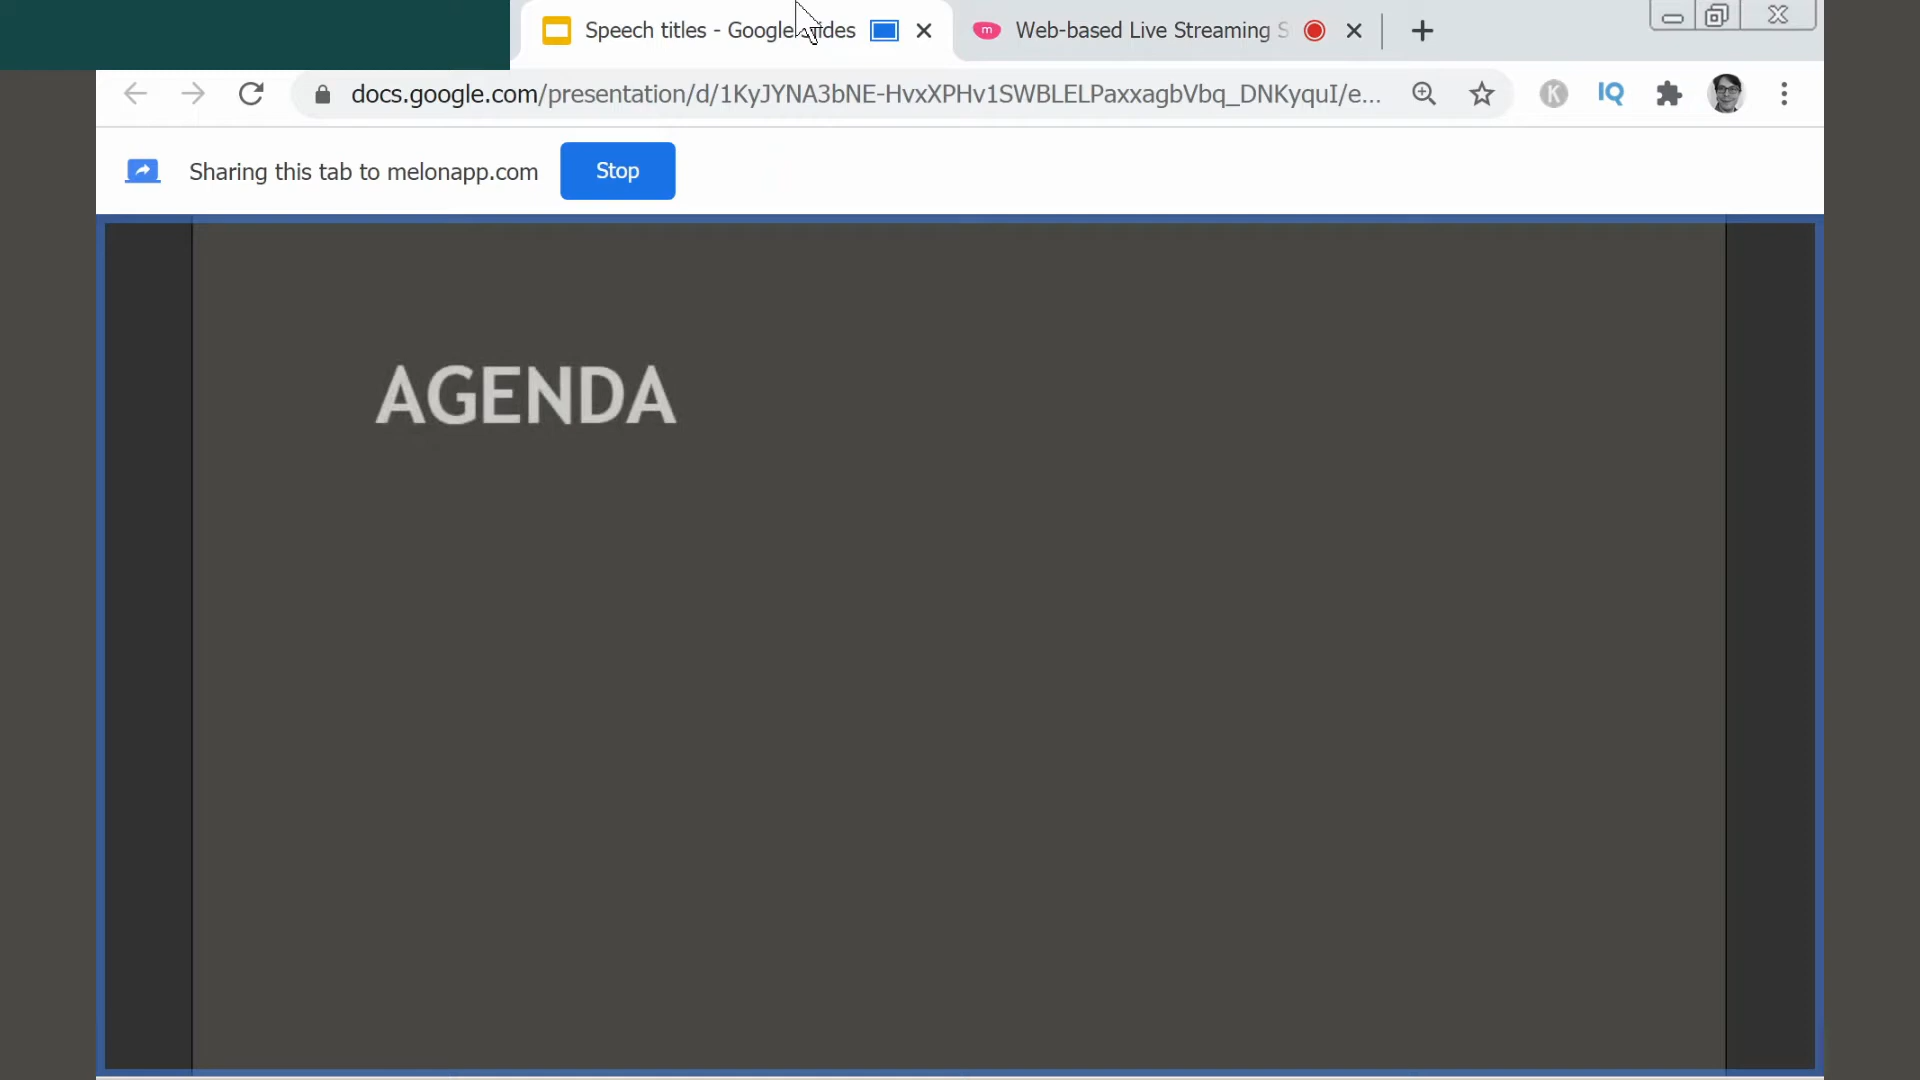 Speech titles - Google Slides
m Web-based Live Streaming S
docs.google.com/presentation/d/1KyJYNA3bNE-HvxXPHv1SWBLELPaxxagbVbq_DNKyquI/e...
K IQ
Sharing this tab to melonapp.com Stop
AGENDA